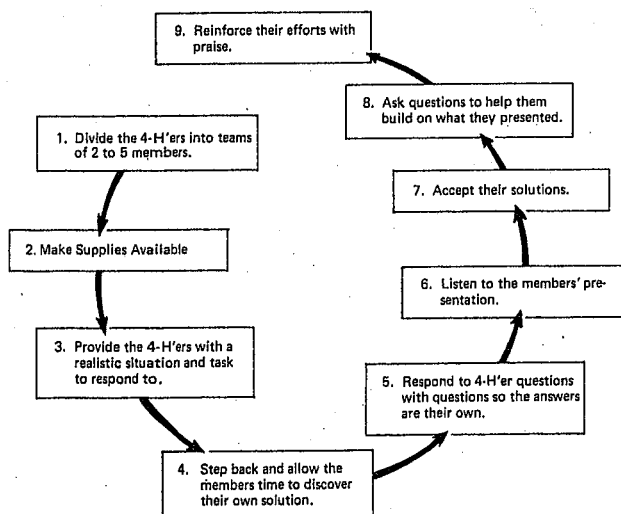 1. Divide the 4-H'ers into teams
of 2 to 5 members.
2. Make Supplies Available
3. Provide the 4-H'ers with a
realistic situation and task
to respond to.
4. Step back and allow the
members time to discover
their own solution.
5. Respond to 4-H'er questions
with questions so the answers
are their own.
6. Listen to the members' pre-
sentation.
7. Accept their solutions.
8. Ask questions to help them
build on what they presented.
9. Reinforce their efforts with
praise.